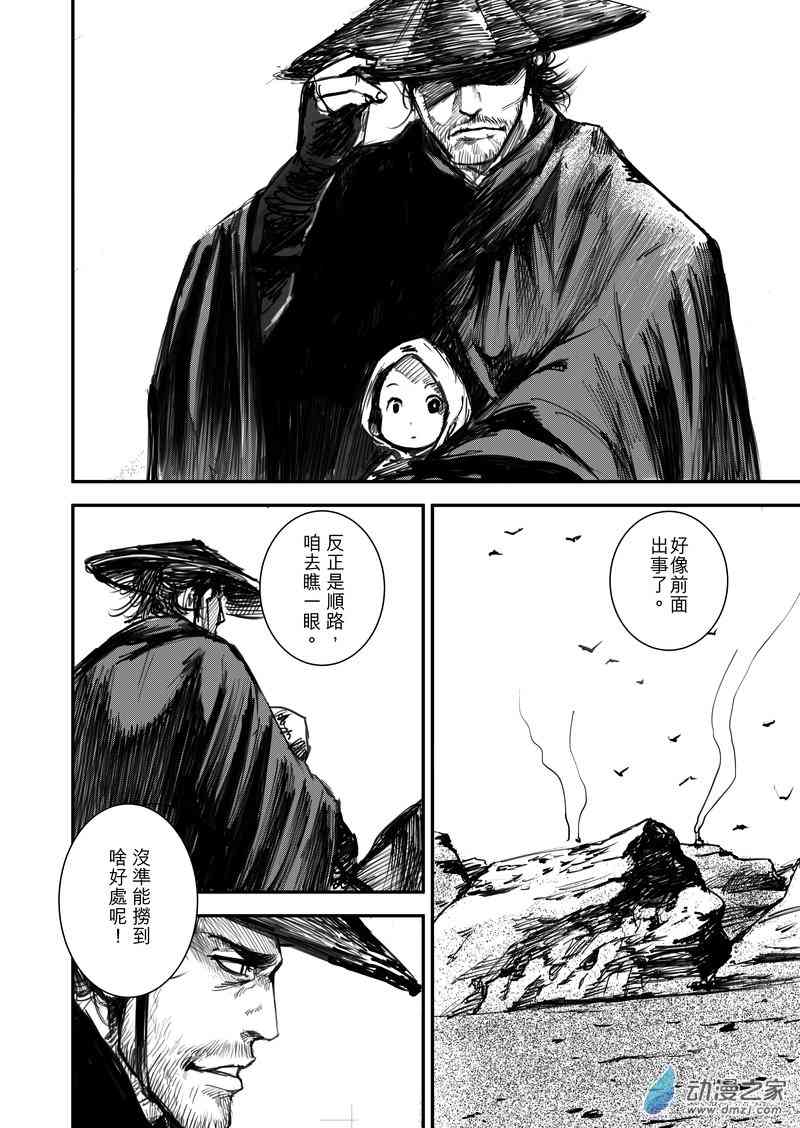 好像前面
出事了。
反正是順路，
咱去瞧一眼。
沒準能撈到
啥好處呢！
动漫之家
www.dmzj.com